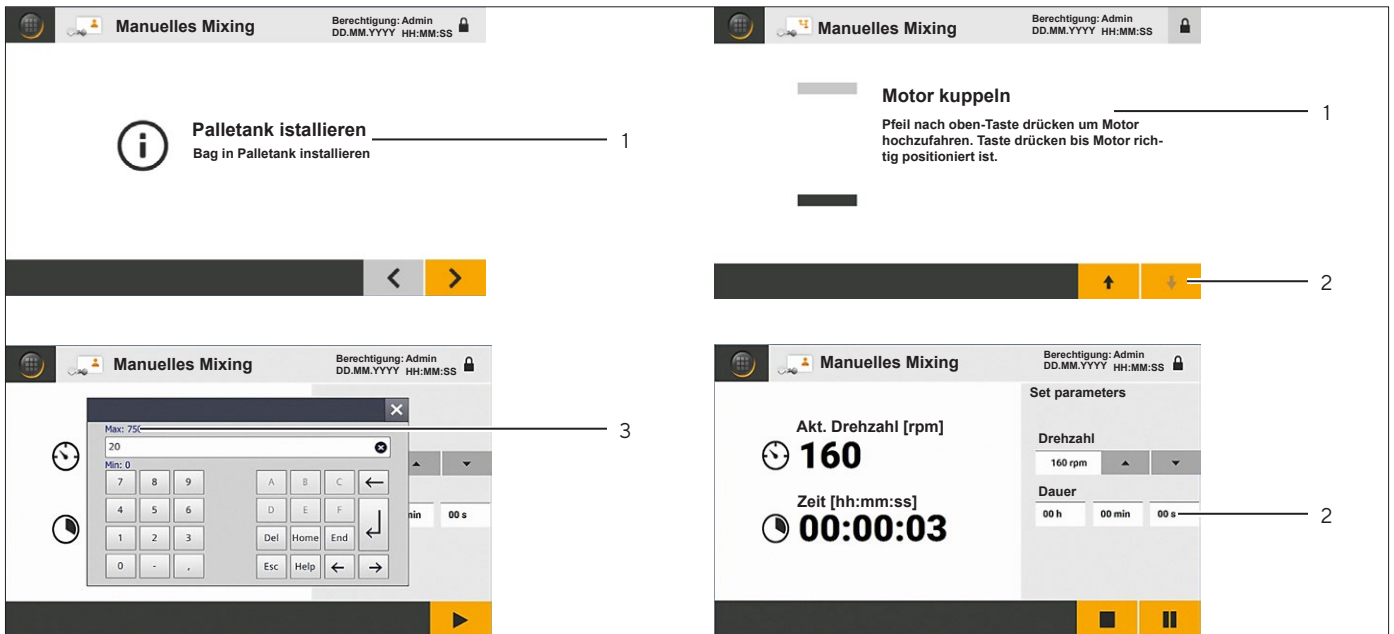 Manuelles Mixing
Berechtigung: Admin
DD.MM.YYYY HH:MM:SS
Palletank istallieren
Bag in Palletank installieren
1
Manuelles Mixing
Berechtigung: Admin
DD.MM.YYYY HH:MM:SS
Motor kuppeln
Pfeil nach oben-Taste drücken um Motor
hochzufahren. Taste drücken bis Motor rich-
tig positioniert ist.
1
2
Manuelles Mixing
Berechtigung: Admin
DD.MM.YYYY HH:MM:SS
Max: 750
20
Min: 0
7 8 9 A B C
4 5 6 D E F
1 2 3 Del Home End
0 - . Esc Help
min 00 s
3
Manuelles Mixing
Berechtigung: Admin
DD.MM.YYYY HH:MM:SS
Set parameters
Akt. Drehzahl [rpm]
160
Zeit [hh:mm:ss]
00:00:03
Drehzahl
160 rpm
Dauer
00 h 00 min 00 s
2